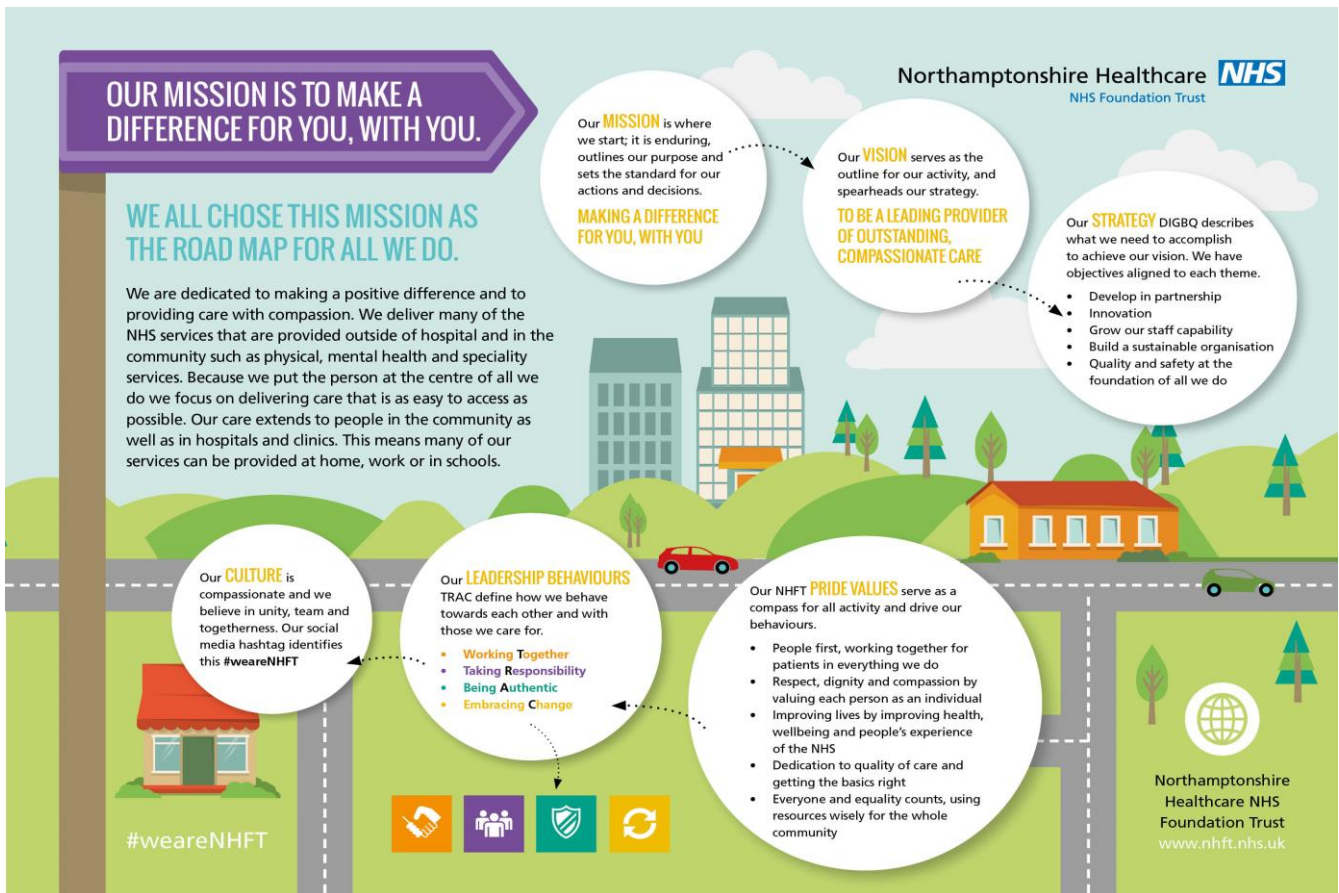 OUR MISSION IS TO MAKE A
DIFFERENCE FOR YOU, WITH YOU.
Northamptonshire Healthcare NHS
NHS Foundation Trust
WE ALL CHOSE THIS MISSION AS
THE ROAD MAP FOR ALL WE DO.
We are dedicated to making a positive difference and to
providing care with compassion. We deliver many of the
NHS services that are provided outside of hospital and in the
community such as physical, mental health and speciality
services. Because we put the person at the centre of all we
do we focus on delivering care that is as easy to access as
possible. Our care extends to people in the community as
well as in hospitals and clinics. This means many of our
services can be provided at home, work or in schools.
Our MISSION is where
we start; it is enduring,
outlines our purpose and
sets the standard for our
actions and decisions.
MAKING A DIFFERENCE
FOR YOU, WITH YOU
Our VISION serves as the
outline for our activity, and
spearheads our strategy.
TO BE A LEADING PROVIDER
OF OUTSTANDING,
COMPASSIONATE CARE
Our STRATEGY DIGBQ describes
what we need to accomplish
to achieve our vision. We have
objectives aligned to each theme.
• Develop in partnership
• Innovation
• Grow our staff capability
• Build a sustainable organisation
• Quality and safety at the
foundation of all we do
Our CULTURE is
compassionate and we
believe in unity, team and
togetherness. Our social
media hashtag identifies
this #weareNHFT
Our LEADERSHIP BEHAVIOURS
TRAC define how we behave
towards each other and with
those we care for.
• Working Together
• Taking Responsibility
• Being Authentic
• Embracing Change
Our NHFT PRIDE VALUES serve as a
compass for all activity and drive our
behaviours.
• People first, working together for
patients in everything we do
• Respect, dignity and compassion by
valuing each person as an individual
• Improving lives by improving health,
wellbeing and people's experience
of the NHS
• Dedication to quality of care and
getting the basics right
• Everyone and equality counts, using
resources wisely for the whole
community
#weareNHFT
Northamptonshire
Healthcare NHS
Foundation Trust
www.nhft.nhs.uk